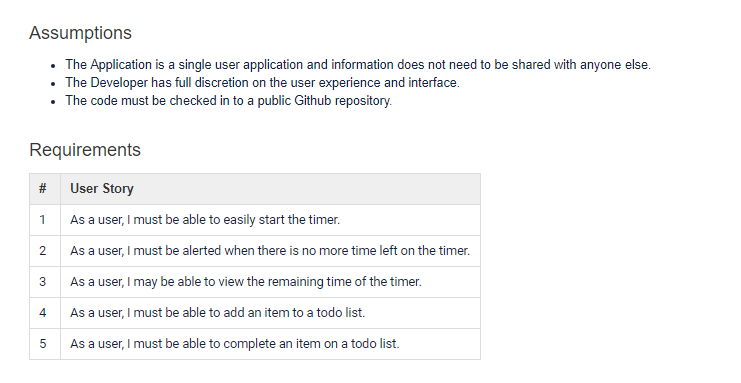 Assumptions
• The Application is a single user application and information does not need to be shared with anyone else.
• The Developer has full discretion on the user experience and interface.
• The code must be checked in to a public Github repository.
Requirements
# User Story
1 As a user, I must be able to easily start the timer.
2 As a user, I must be alerted when there is no more time left on the timer.
3 As a user, I may be able to view the remaining time of the timer.
4 As a user, I must be able to add an item to a todo list.
5 As a user, I must be able to complete an item on a todo list.